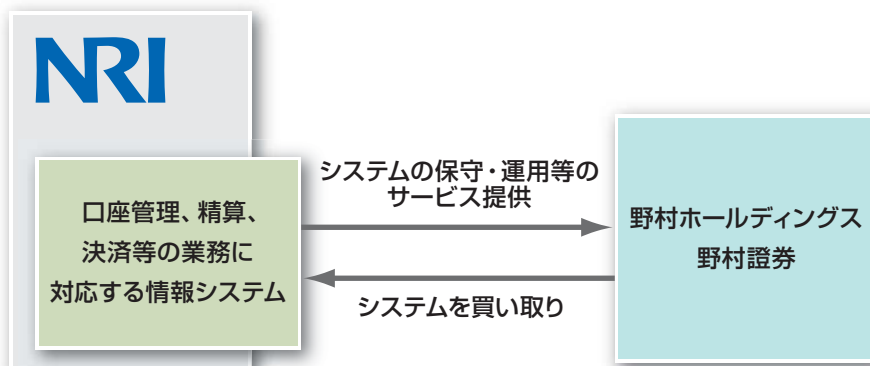 NRI
口座管理、精算、
決済等の業務に
対応する情報システム
システムの保守・運用等の
サービス提供
システムを買い取り
野村ホールディングス
野村證券